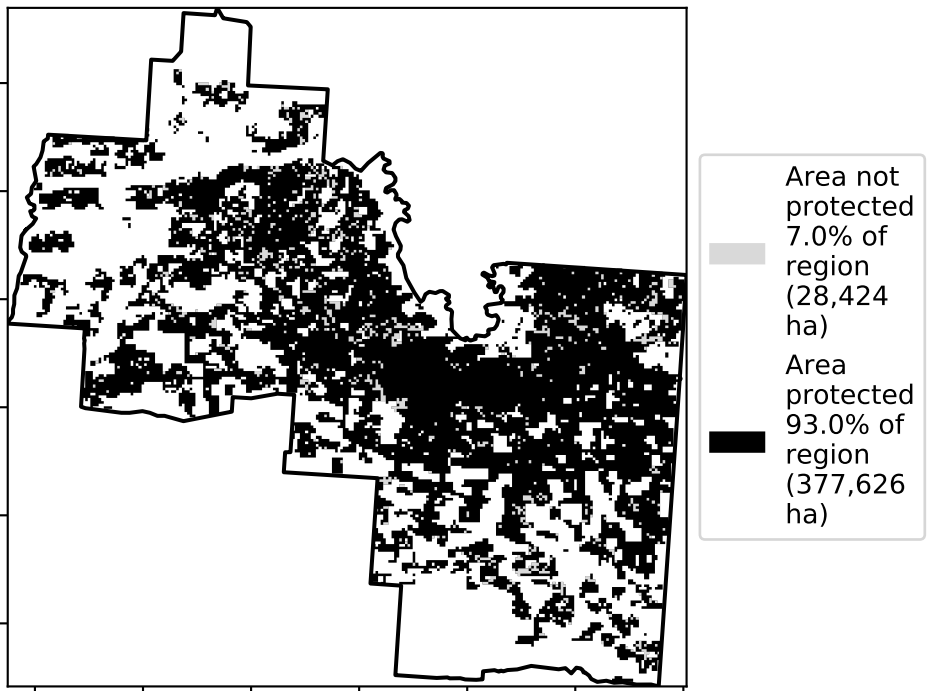 Area not
protected
7.0% of
region
(28,424
ha)
Area
protected
93.0% of
region
(377,626
ha)